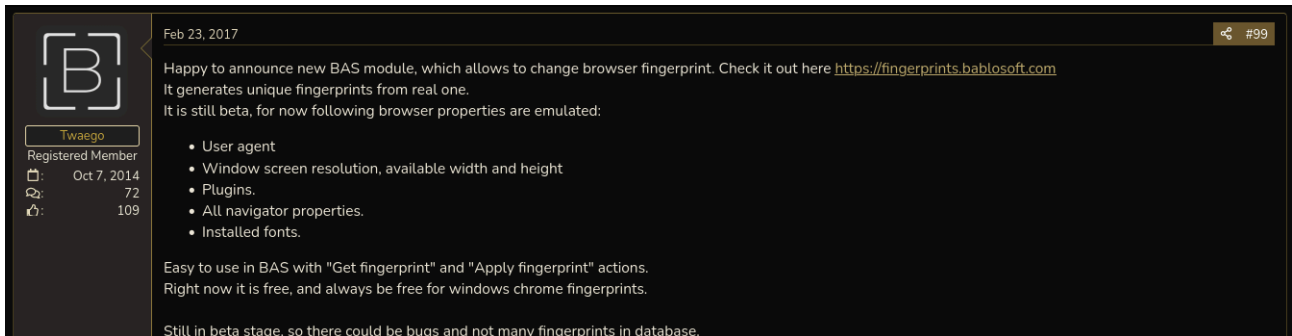 Feb 23, 2017
#99
B
Twaego
Registered Member
Oct 7, 2014
72
109
Happy to announce new BAS module, which allows to change browser fingerprint. Check it out here https://fingerprints.bablosoft.com
It generates unique fingerprints from real one.
It is still beta, for now following browser properties are emulated:
• User agent
• Window screen resolution, available width and height
• Plugins.
• All navigator properties.
• Installed fonts.
Easy to use in BAS with "Get fingerprint" and "Apply fingerprint" actions.
Right now it is free, and always be free for windows chrome fingerprints.
Still in beta stage, so there could be bugs and not many fingerprints in database.